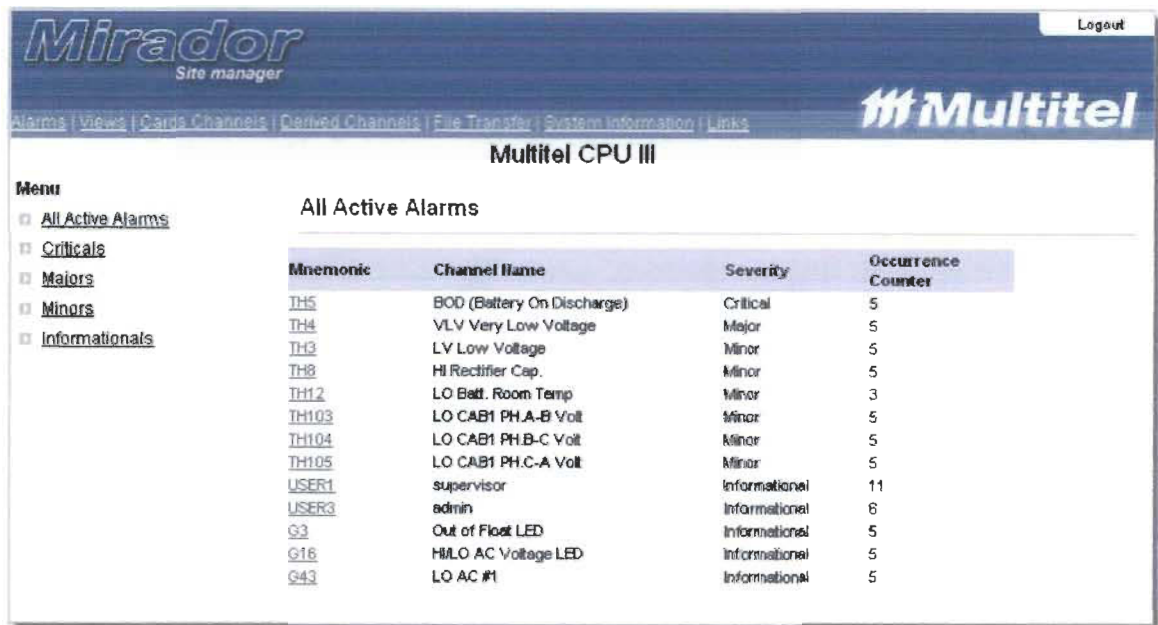 Logout
Mirador
Site manager
Multitel
Alarms | Views | Cards Channels | Derived Channels | File Transfer | System Information | Links
Multitel CPU III
Menu
All Active Alarms
Criticals
Majors
Minors
Informationals
All Active Alarms
Mnemonic Channel Name Severity Occurrence Counter
TH5 BOD (Battery On Discharge) Critical 5
TH4 VLV Very Low Voltage Major 5
TH3 LV Low Voltage Minor 5
TH8 HI Rectifier Cap. Minor 5
TH12 LO Batt. Room Temp Minor 3
TH103 LO CAB1 PH.A-B Volt Minor 5
TH104 LO CAB1 PH.B-C Volt Minor 5
TH105 LO CAB1 PH.C-A Volt Minor 5
USER1 supervisor Informational 11
USER3 admin Informational 6
G3 Out of Float LED Informational 5
G16 HI/LO AC Voltage LED Informational 5
G43 LO AC #1 Informational 5